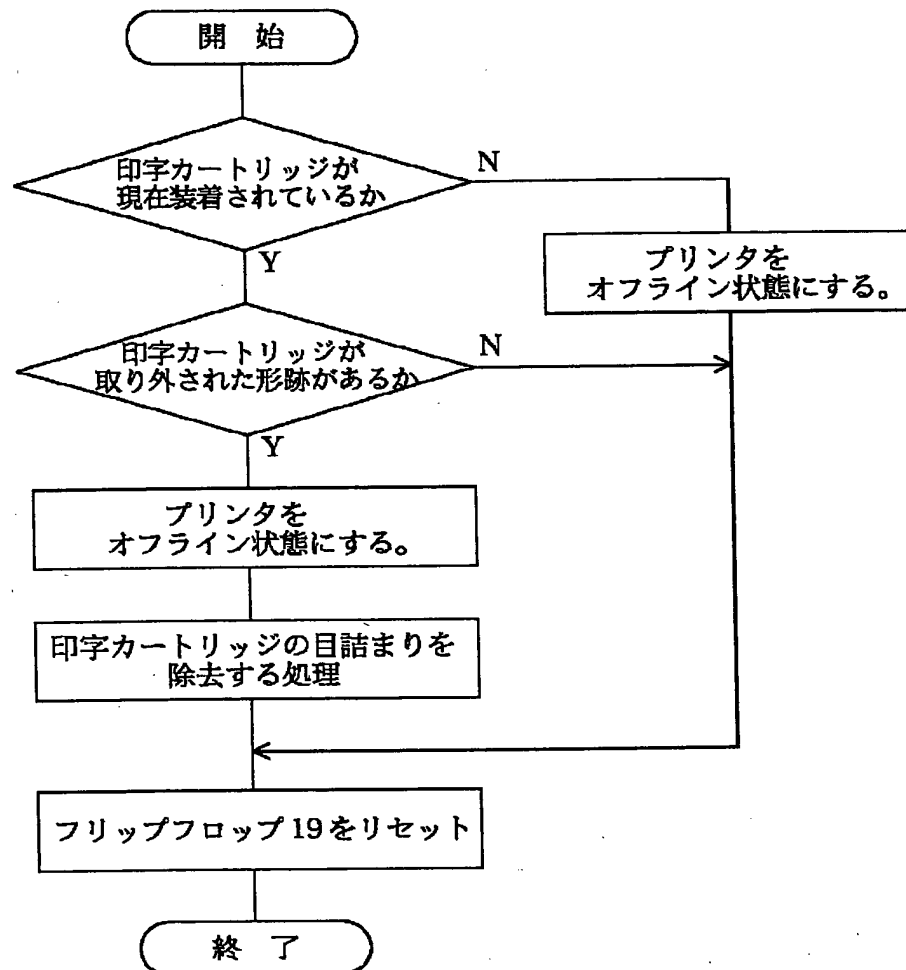 開 始
印字カートリッジが
現在装着されているか
N
Y
プリンタを
オフライン状態にする。
印字カートリッジが
取り外された形跡があるか
N
Y
プリンタを
オフライン状態にする。
印字カートリッジの目詰まりを
除去する処理
フリップフロップ19をリセット
終 了